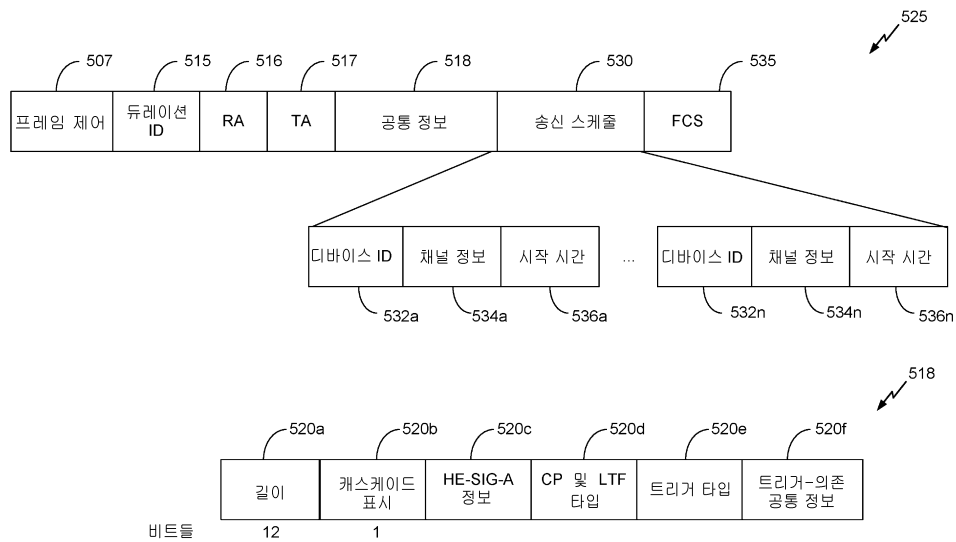 525
507
515
516
517
518
530
535
프레임 제어
듀레이션
ID
RA
TA
공통 정보
송신 스케줄
FCS
디바이스 ID
채널 정보
시작 시간
...
디바이스 ID
채널 정보
시작 시간
532a
534a
536a
532n
534n
536n
518
520a
520b
520c
520d
520e
520f
길이
캐스케이드
표시
HE-SIG-A
정보
CP 및 LTF
타입
트리거 타입
트리거-의존
공통 정보
비트들
12
1